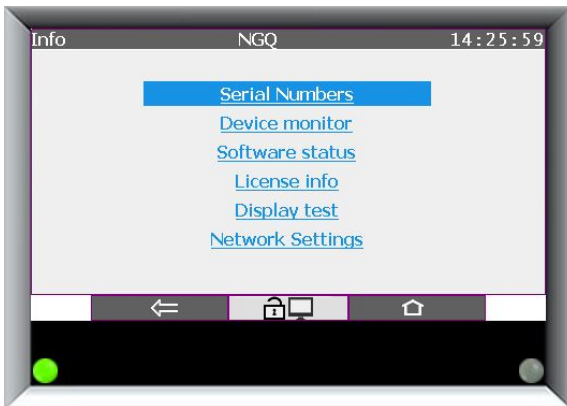 Info NGQ 14:25:59
Serial Numbers
Device monitor
Software status
License info
Display test
Network Settings